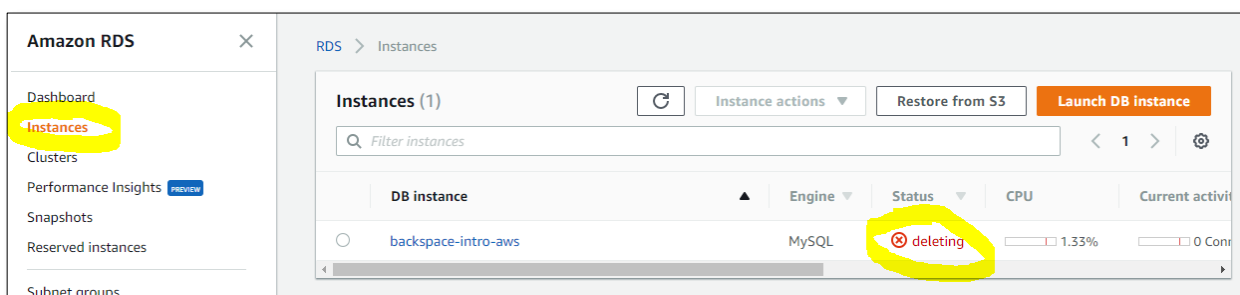 Amazon RDS
RDS > Instances
Dashboard
Instances
Clusters
Performance Insights PREVIEW
Snapshots
Reserved instances
Subnet groups
Instances (1)
Instance actions
Restore from S3
Launch DB instance
Filter instances
< 1 >
DB instance Engine Status CPU Current activit
backspace-intro-aws MySQL deleting 1.33% 0 Conn